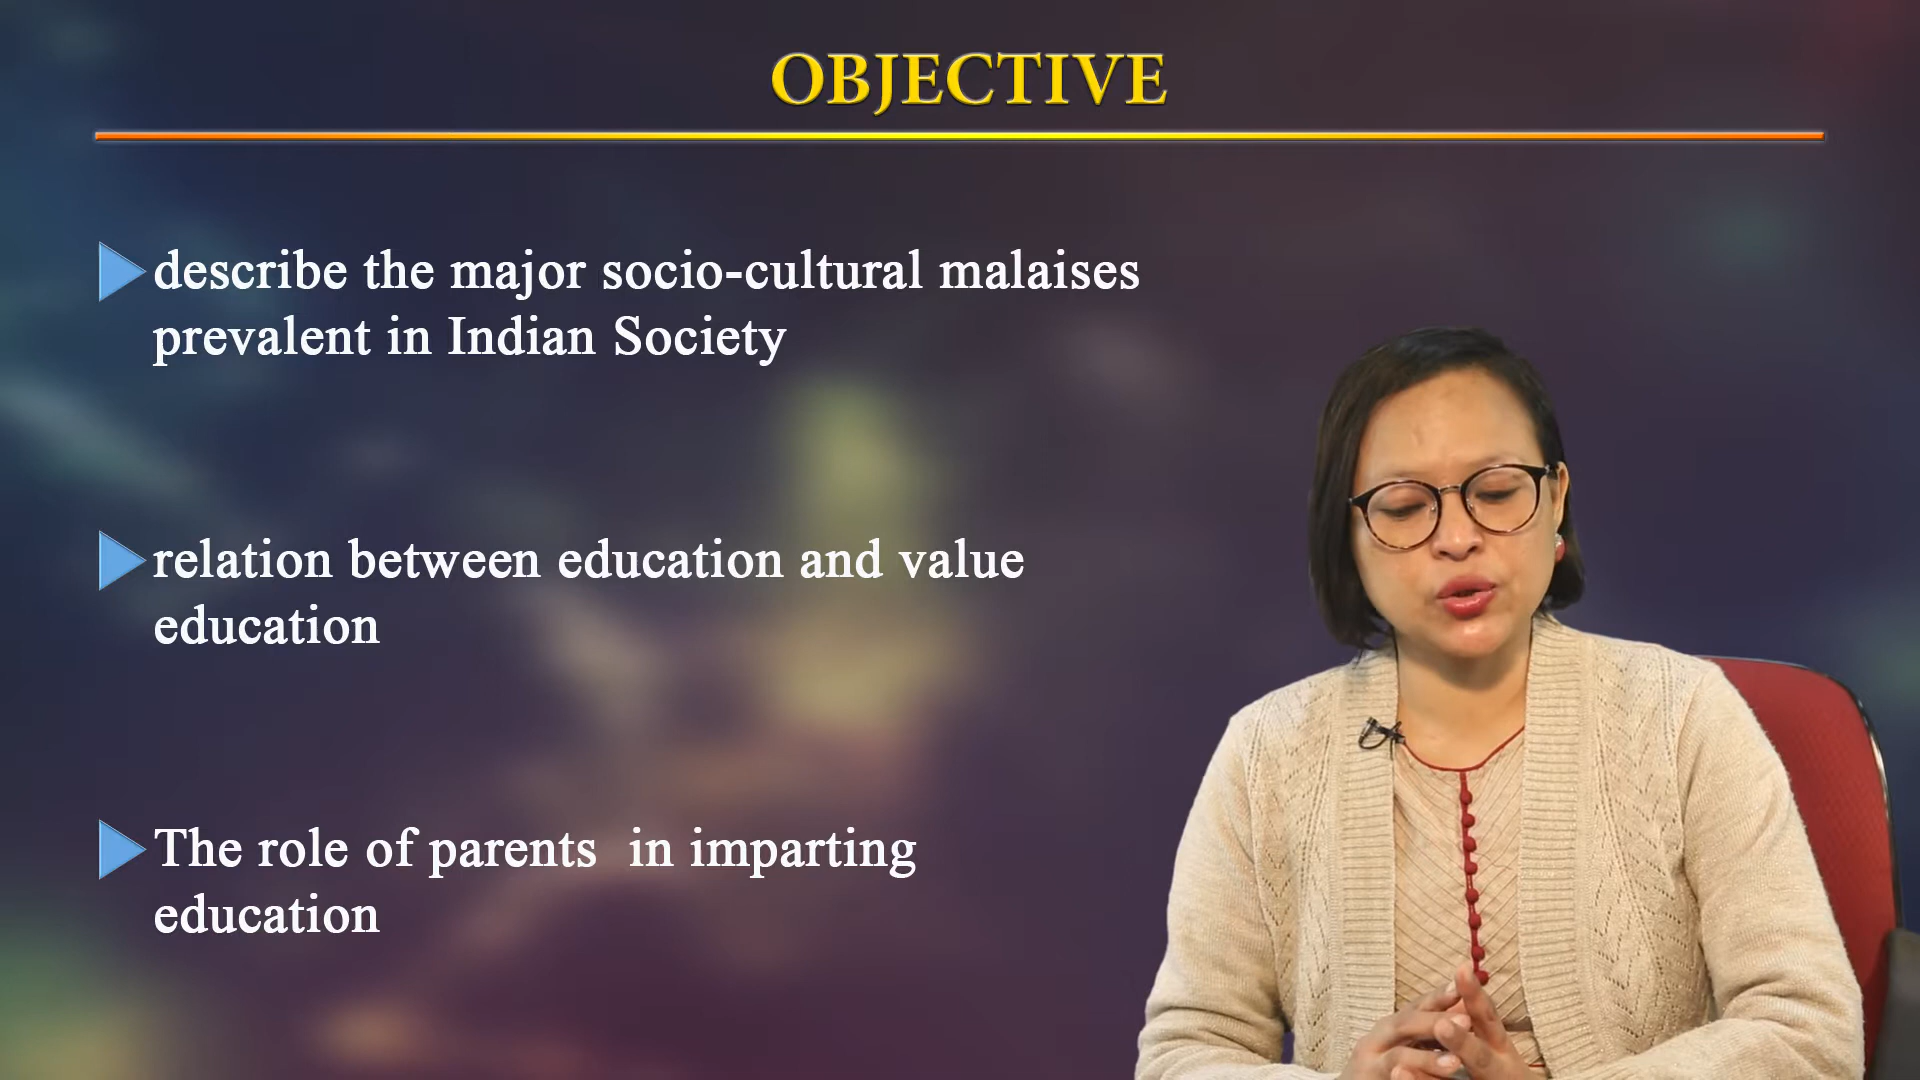 OBJECTIVE
describe the major socio-cultural malaises
prevalent in Indian Society
relation between education and value
education
The role of parents  in imparting
education